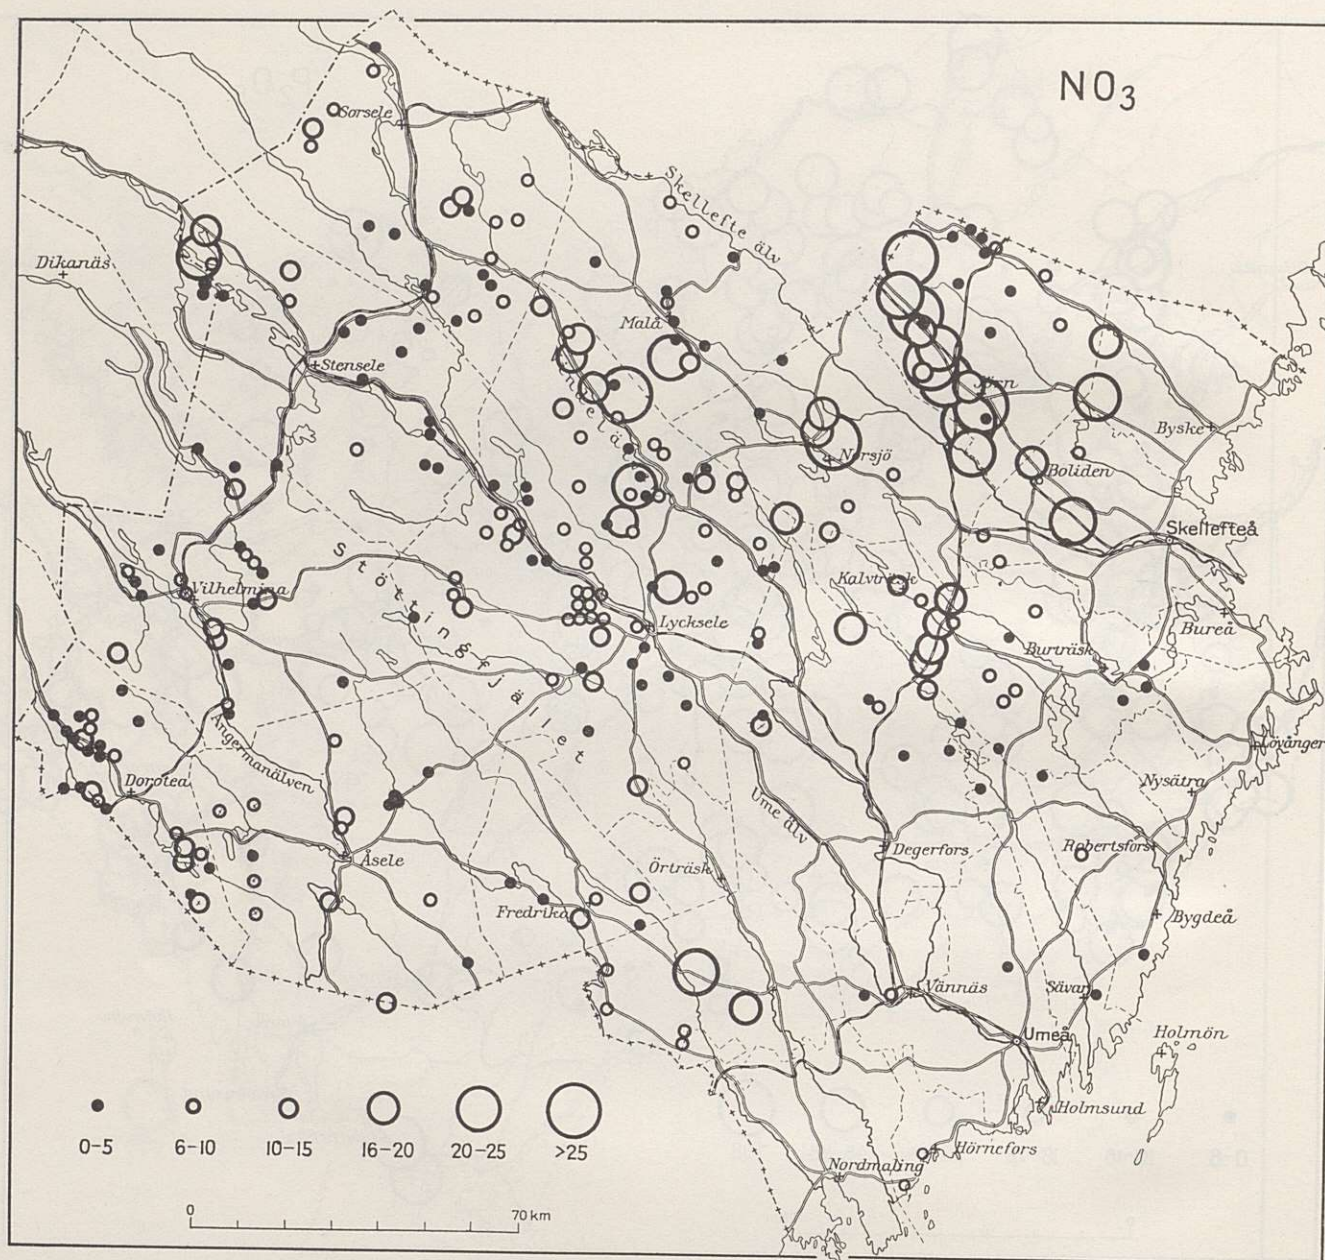 NO3
Sorsele
Skellefte älv
Dikanäs
Malå
Stensele
Vindelälv
Jörn
Byske
Norsjö
Boliden
Skellefteå
Stöttingfjället
Vilhelmina
Kalvträsk
Lycksele
Bureå
Burträsk
Ångermanälven
Lövånger
Dorotea
Nysätra
Ume älv
Åsele
Degerfors
Robertsfors
Örträsk
Fredrika
Bygdeå
Vännäs
Sävar
Umeå
Holmön
Holmsund
0-5 6-10 10-15 16-20 20-25 >25
Hörnefors
Nordmaling
0 70 km